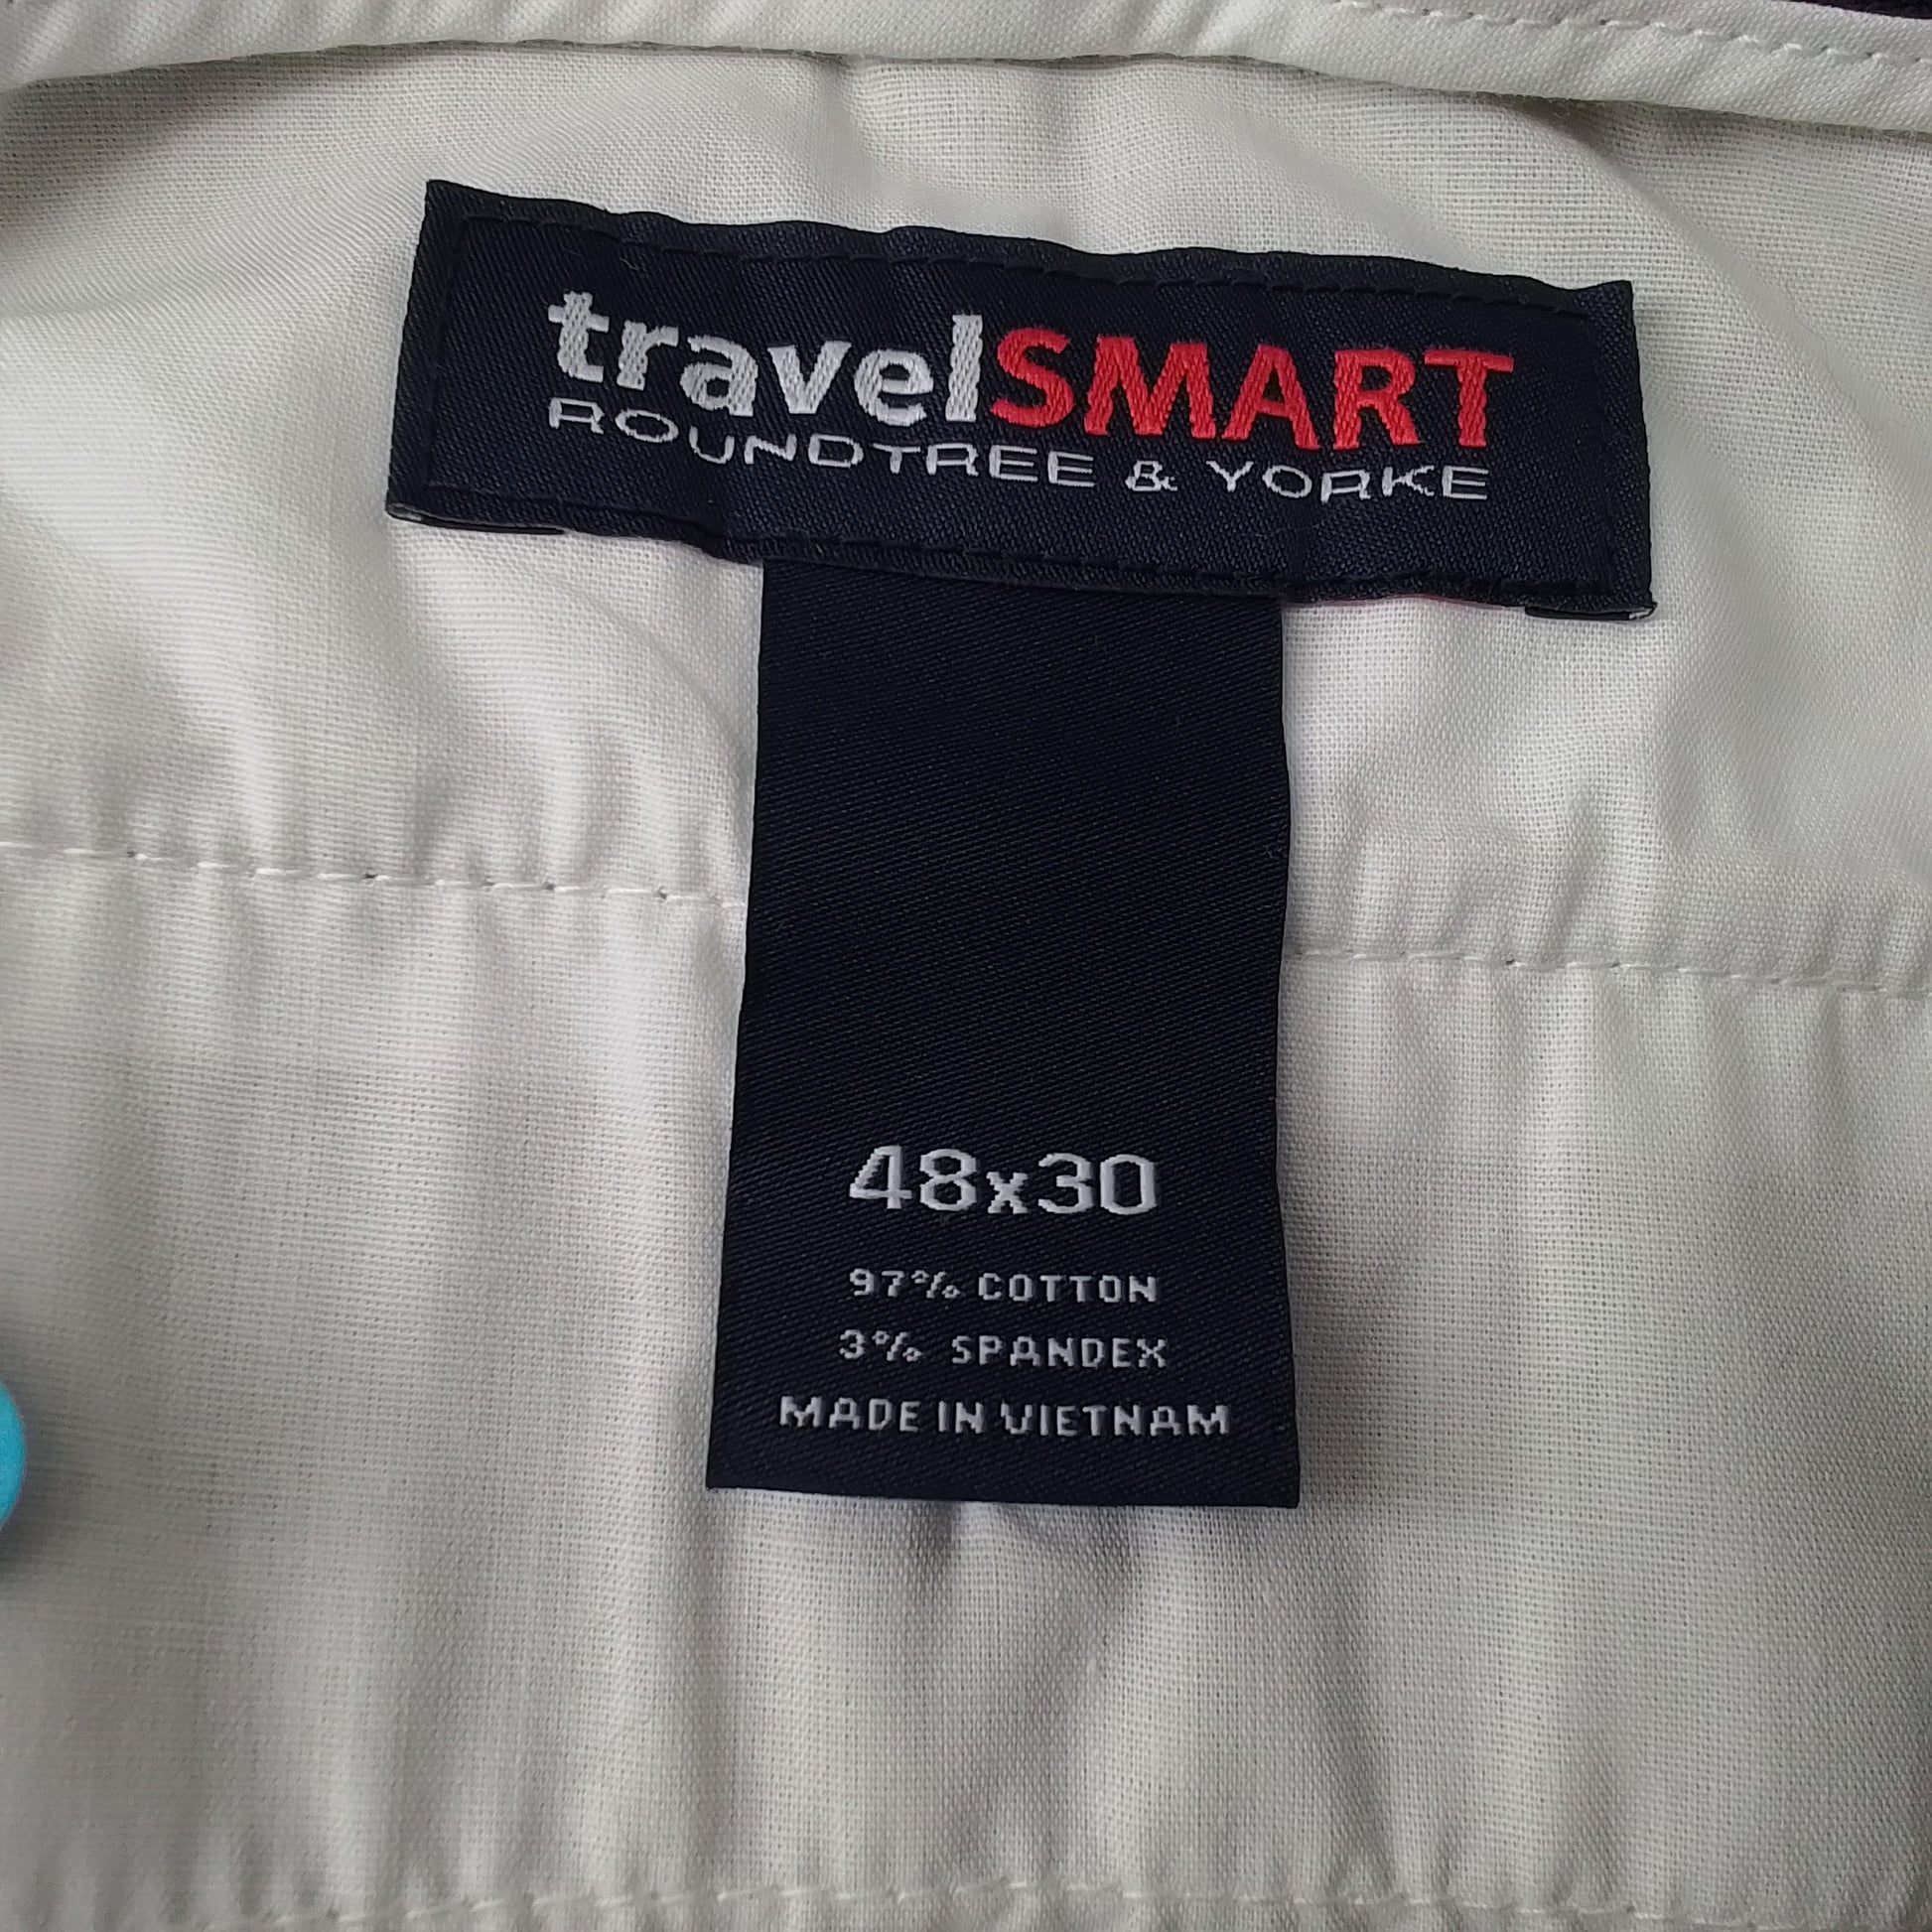 travelSMART
ROUNDTREE & YORKE
48x30
97% COTTON
3% SPANDEX
MADE IN VIETNAM